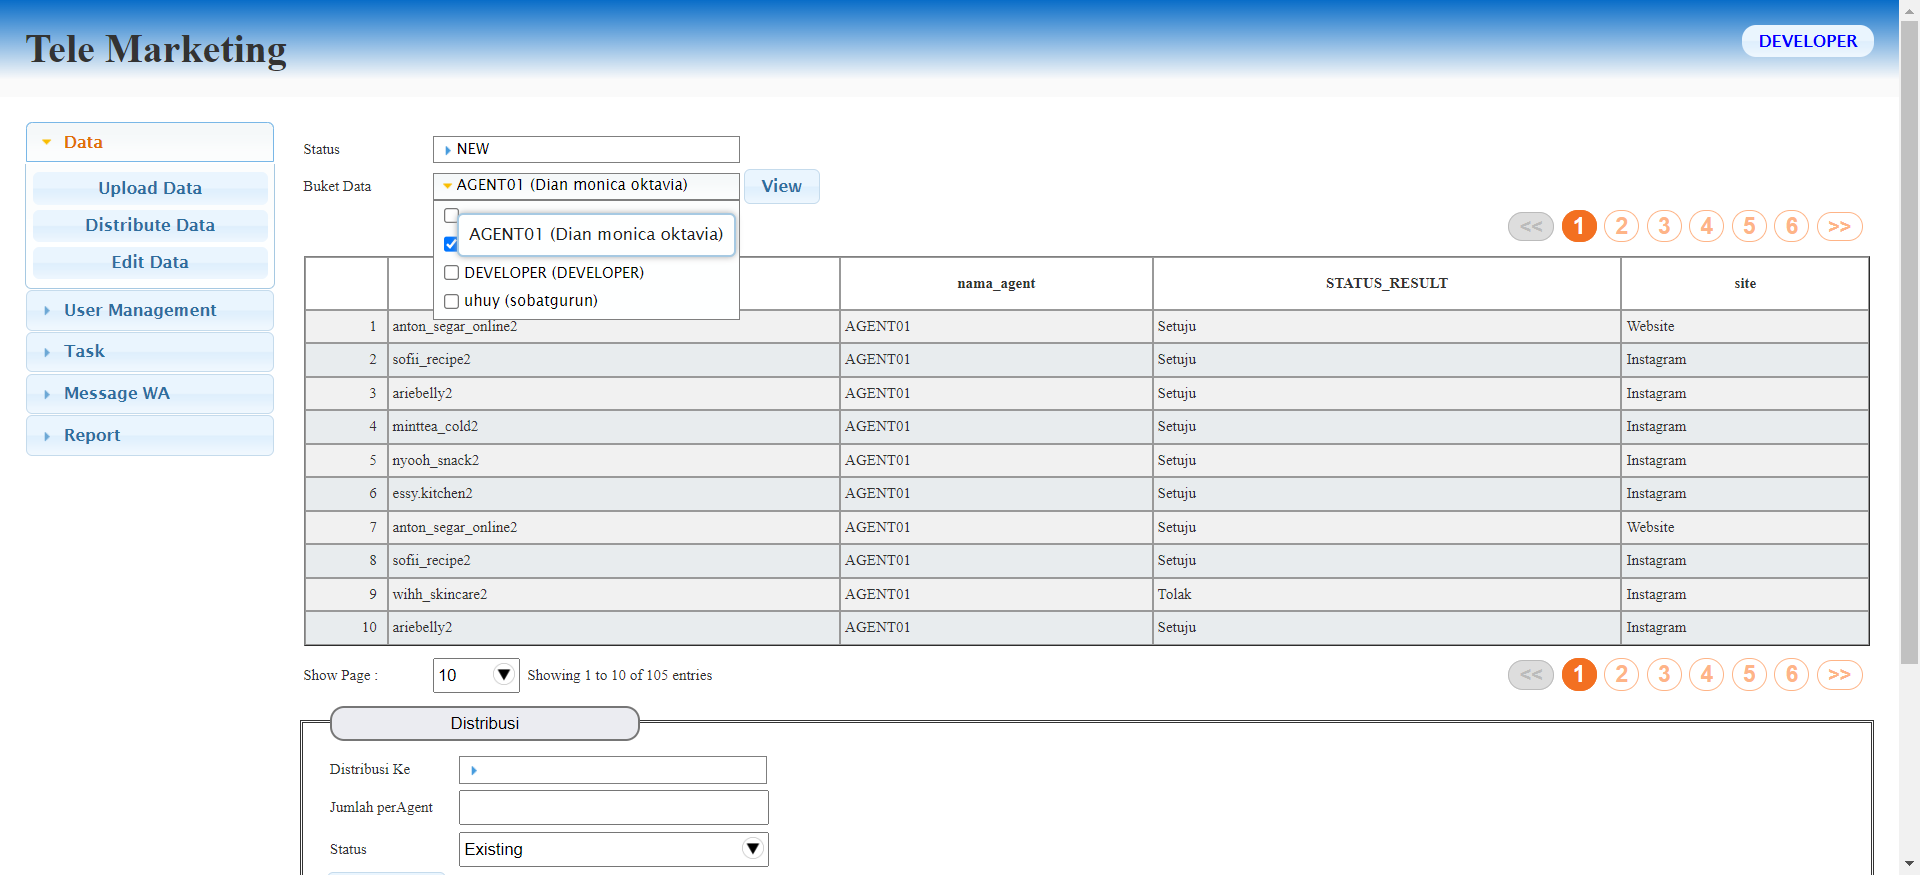 Tele Marketing
DEVELOPER
Data
Upload Data
Distribute Data
Edit Data
User Management
Task
Message WA
Report
Status
NEW
Buket Data
AGENT01 (Dian monica oktavia)
View
AGENT01 (Dian monica oktavia)
DEVELOPER (DEVELOPER)
uhuy (sobatgurun)
<< 1 2 3 4 5 6 >>
nama_agent STATUS_RESULT site
1 anton_segar_online2 AGENT01 Setuju Website
2 sofii_recipe2 AGENT01 Setuju Instagram
3 ariebelly2 AGENT01 Setuju Instagram
4 minttea_cold2 AGENT01 Setuju Instagram
5 nyooh_snack2 AGENT01 Setuju Instagram
6 essy.kitchen2 AGENT01 Setuju Instagram
7 anton_segar_online2 AGENT01 Setuju Website
8 sofii_recipe2 AGENT01 Setuju Instagram
9 wihh_skincare2 AGENT01 Tolak Instagram
10 ariebelly2 AGENT01 Setuju Instagram
Show Page : 10 Showing 1 to 10 of 105 entries
<< 1 2 3 4 5 6 >>
Distribusi
Distribusi Ke
Jumlah perAgent
Status Existing